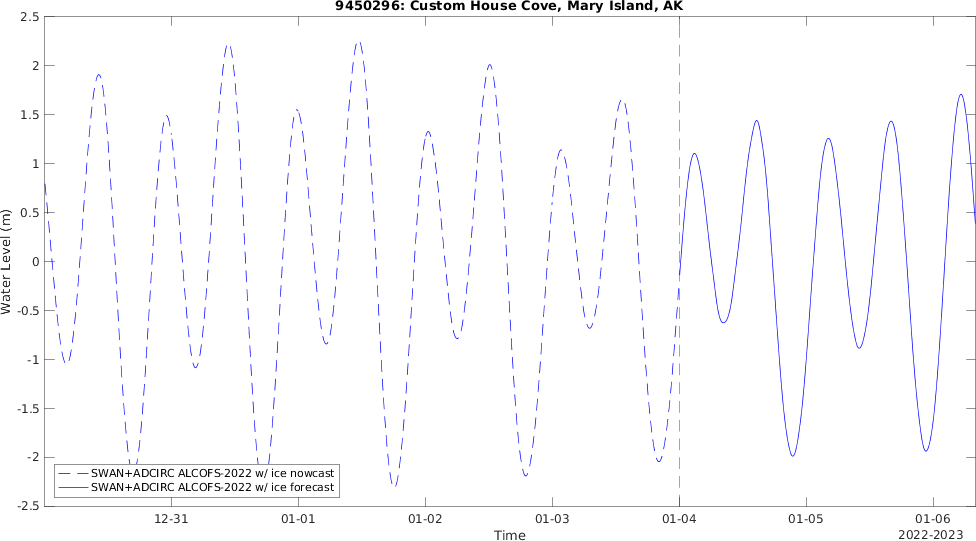 9450296: Custom House Cove, Mary Island, AK
2.5
2
1.5
1
0.5
0
-0.5
-1
-1.5
-2
-2.5
Water Level (m)
SWAN+ADCIRC ALCOFS-2022 w/ ice nowcast
SWAN+ADCIRC ALCOFS-2022 w/ ice forecast
12-31 01-01 01-02 01-03 01-04 01-05 01-06
Time
2022-2023